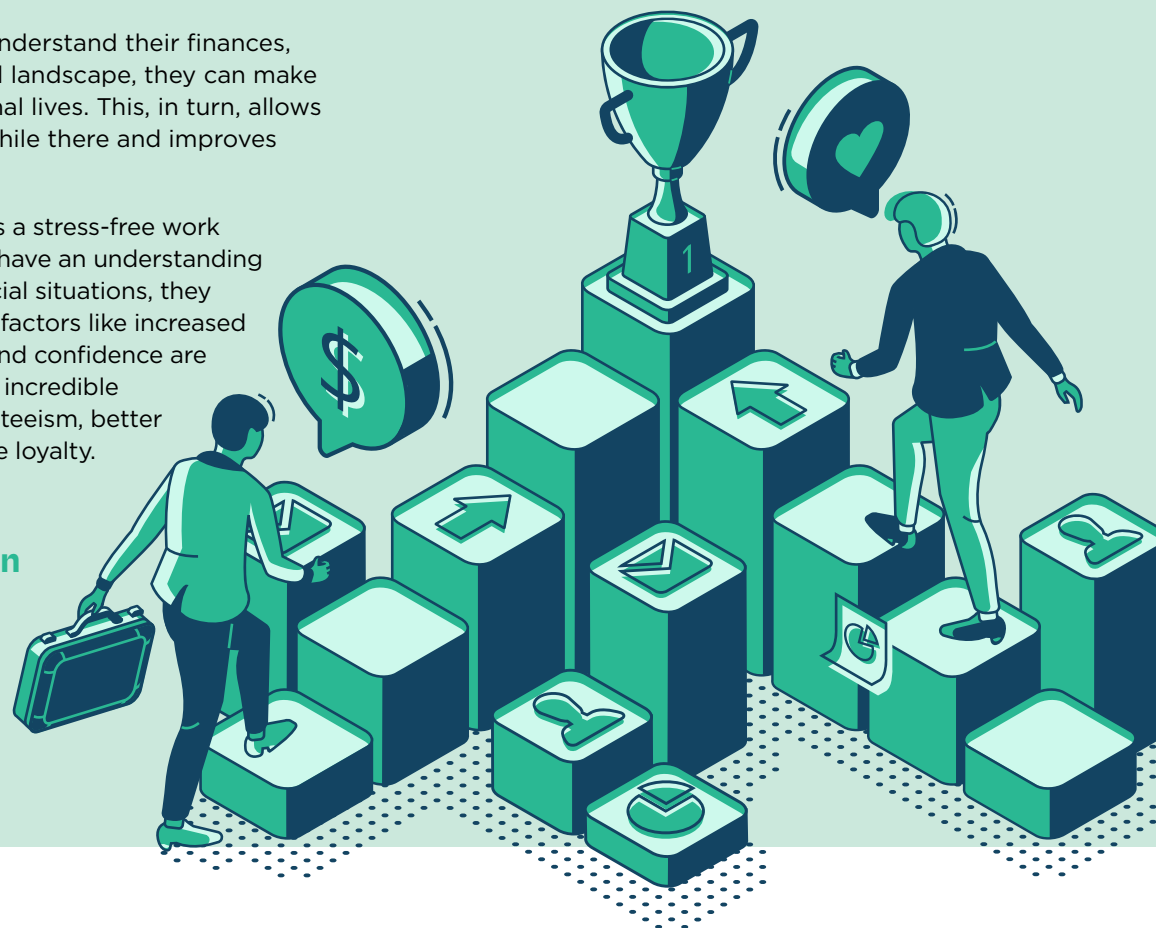 nderstand their finances,
l landscape, they can make
nal lives. This, in turn, allows
hile there and improves
s a stress-free work
have an understanding
cial situations, they
factors like increased
nd confidence are
incredible
teeism, better
e loyalty.
n
$
1